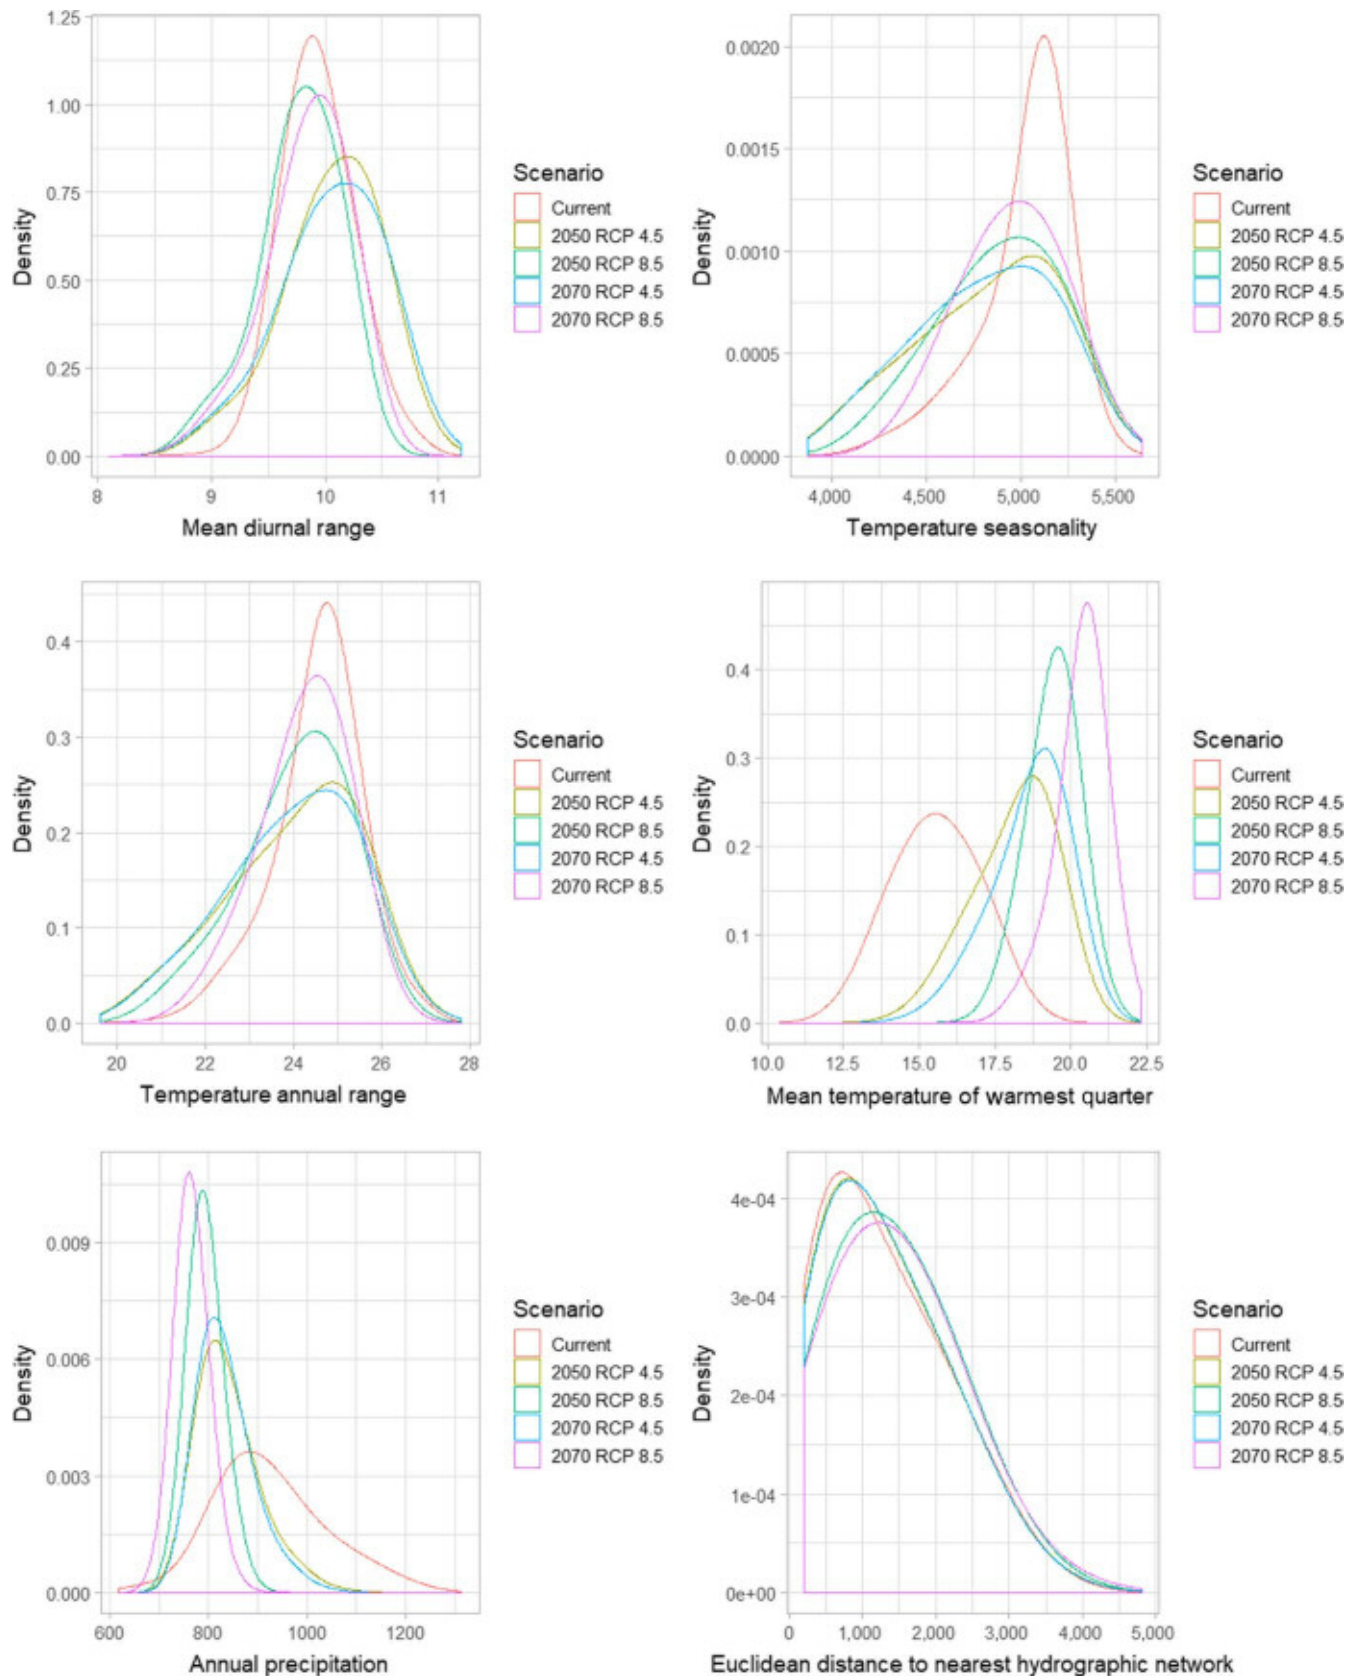 1.25
1.00
0.75
0.50
0.25
0.00
Density
8 9 10 11
Mean diurnal range
Scenario
Current
2050 RCP 4.5
2050 RCP 8.5
2070 RCP 4.5
2070 RCP 8.5
0.0020
0.0015
0.0010
0.0005
0.0000
Density
4,000 4,500 5,000 5,500
Temperature seasonality
Scenario
Current
2050 RCP 4.5
2050 RCP 8.5
2070 RCP 4.5
2070 RCP 8.5
0.4
0.3
0.2
0.1
0.0
Density
20 22 24 26 28
Temperature annual range
Scenario
Current
2050 RCP 4.5
2050 RCP 8.5
2070 RCP 4.5
2070 RCP 8.5
0.4
0.3
0.2
0.1
0.0
Density
10.0 12.5 15.0 17.5 20.0 22.5
Mean temperature of warmest quarter
Scenario
Current
2050 RCP 4.5
2050 RCP 8.5
2070 RCP 4.5
2070 RCP 8.5
0.009
0.006
0.003
0.000
Density
600 800 1000 1200
Annual precipitation
Scenario
Current
2050 RCP 4.5
2050 RCP 8.5
2070 RCP 4.5
2070 RCP 8.5
4e-04
3e-04
2e-04
1e-04
0e+00
Density
0 1,000 2,000 3,000 4,000 5,000
Euclidean distance to nearest hydrographic network
Scenario
Current
2050 RCP 4.5
2050 RCP 8.5
2070 RCP 4.5
2070 RCP 8.5